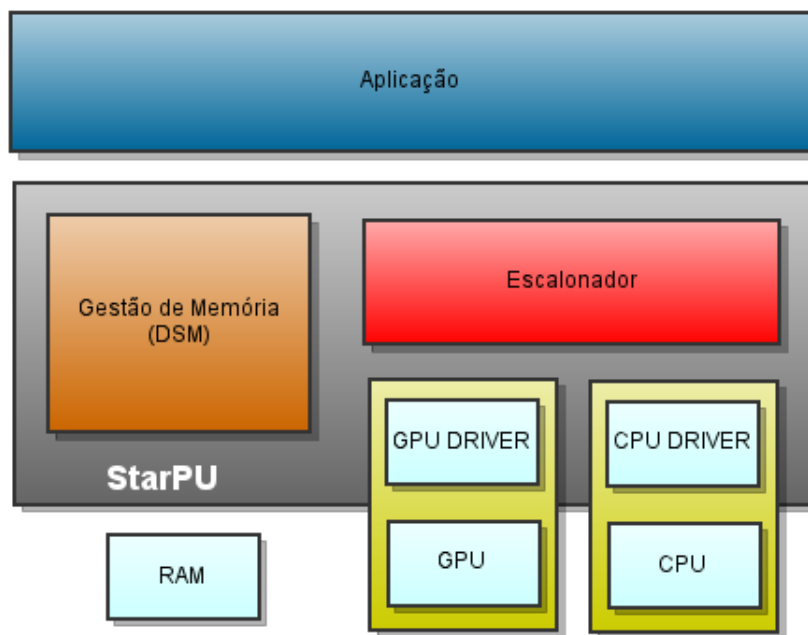 Aplicação
Gestão de Memória
(DSM)
Escalonador
GPU DRIVER
CPU DRIVER
StarPU
RAM
GPU
CPU